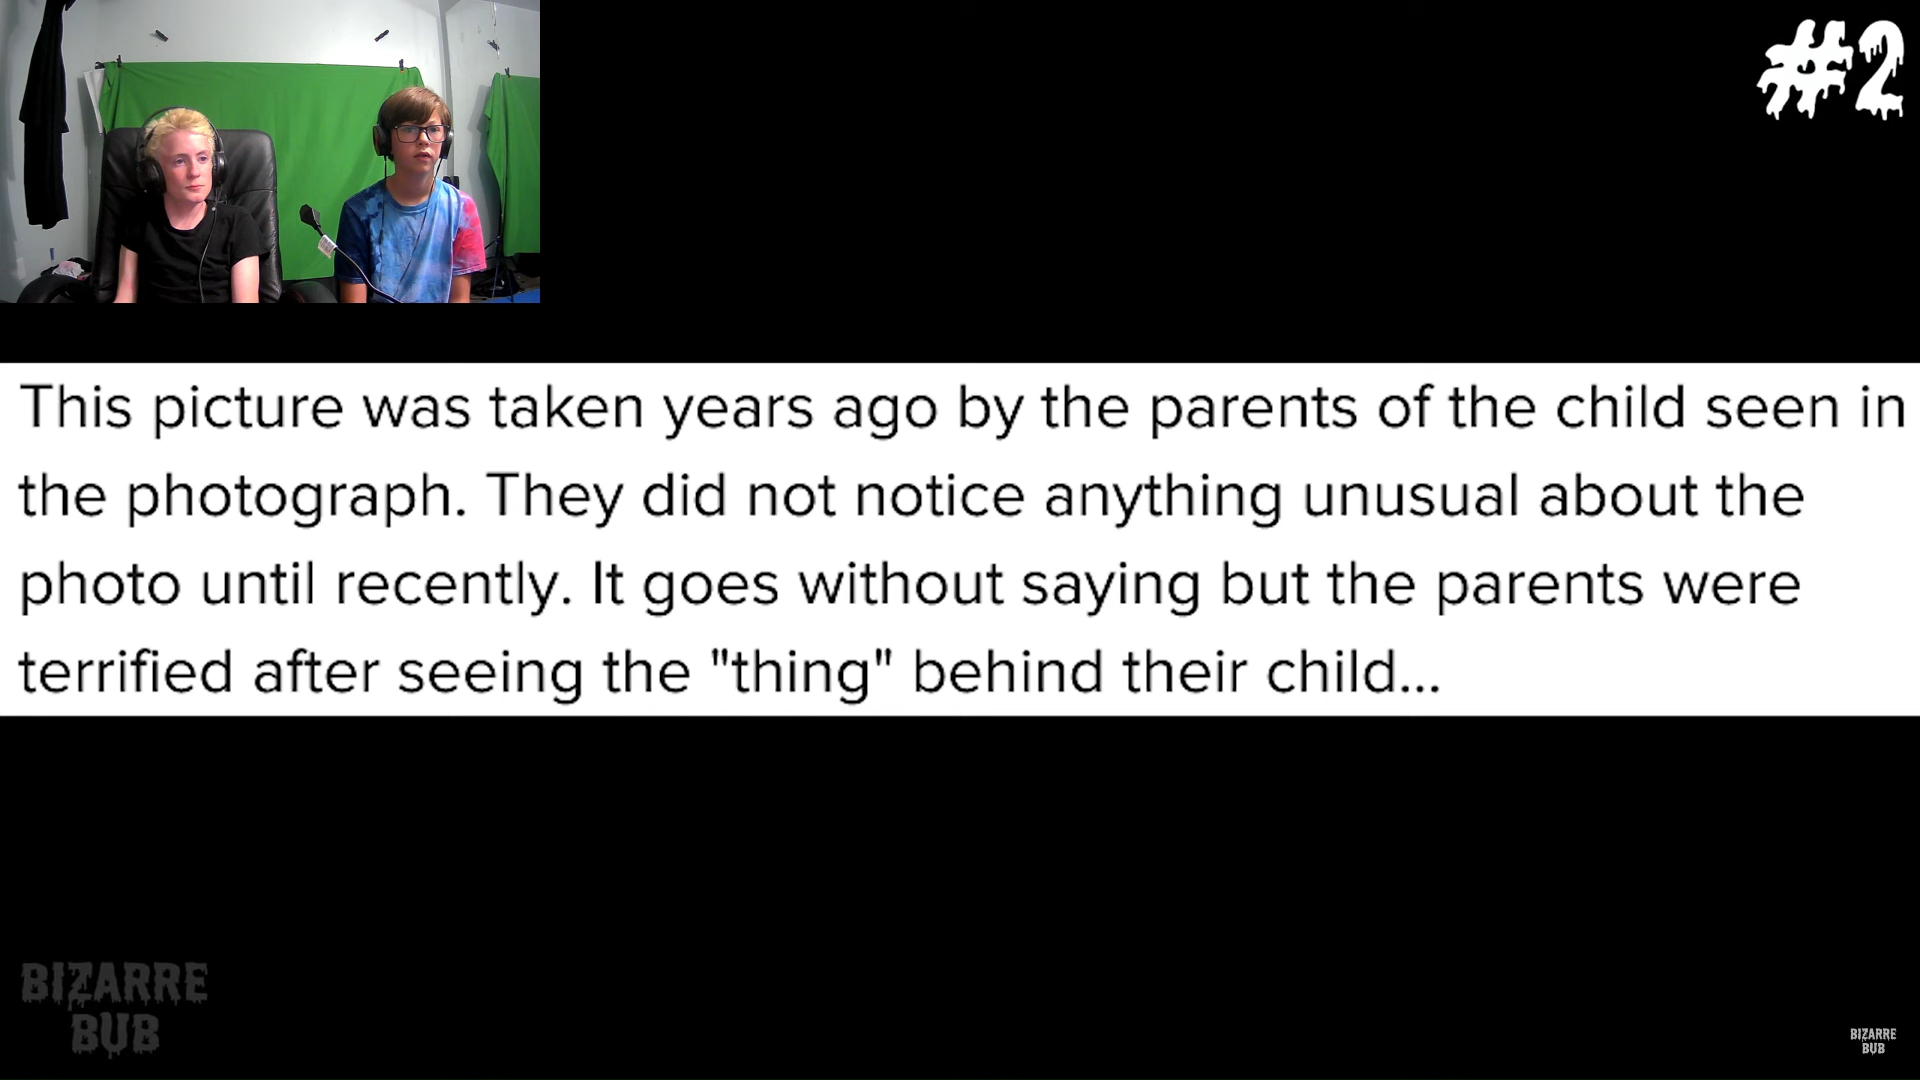 #2
This picture was taken years ago by the parents of the child seen in
the photograph. They did not notice anything unusual about the
photo until recently. It goes without saying but the parents were
terrified after seeing the "thing" behind their child...
BIZARRE
BUB
BIZARRE
BUB